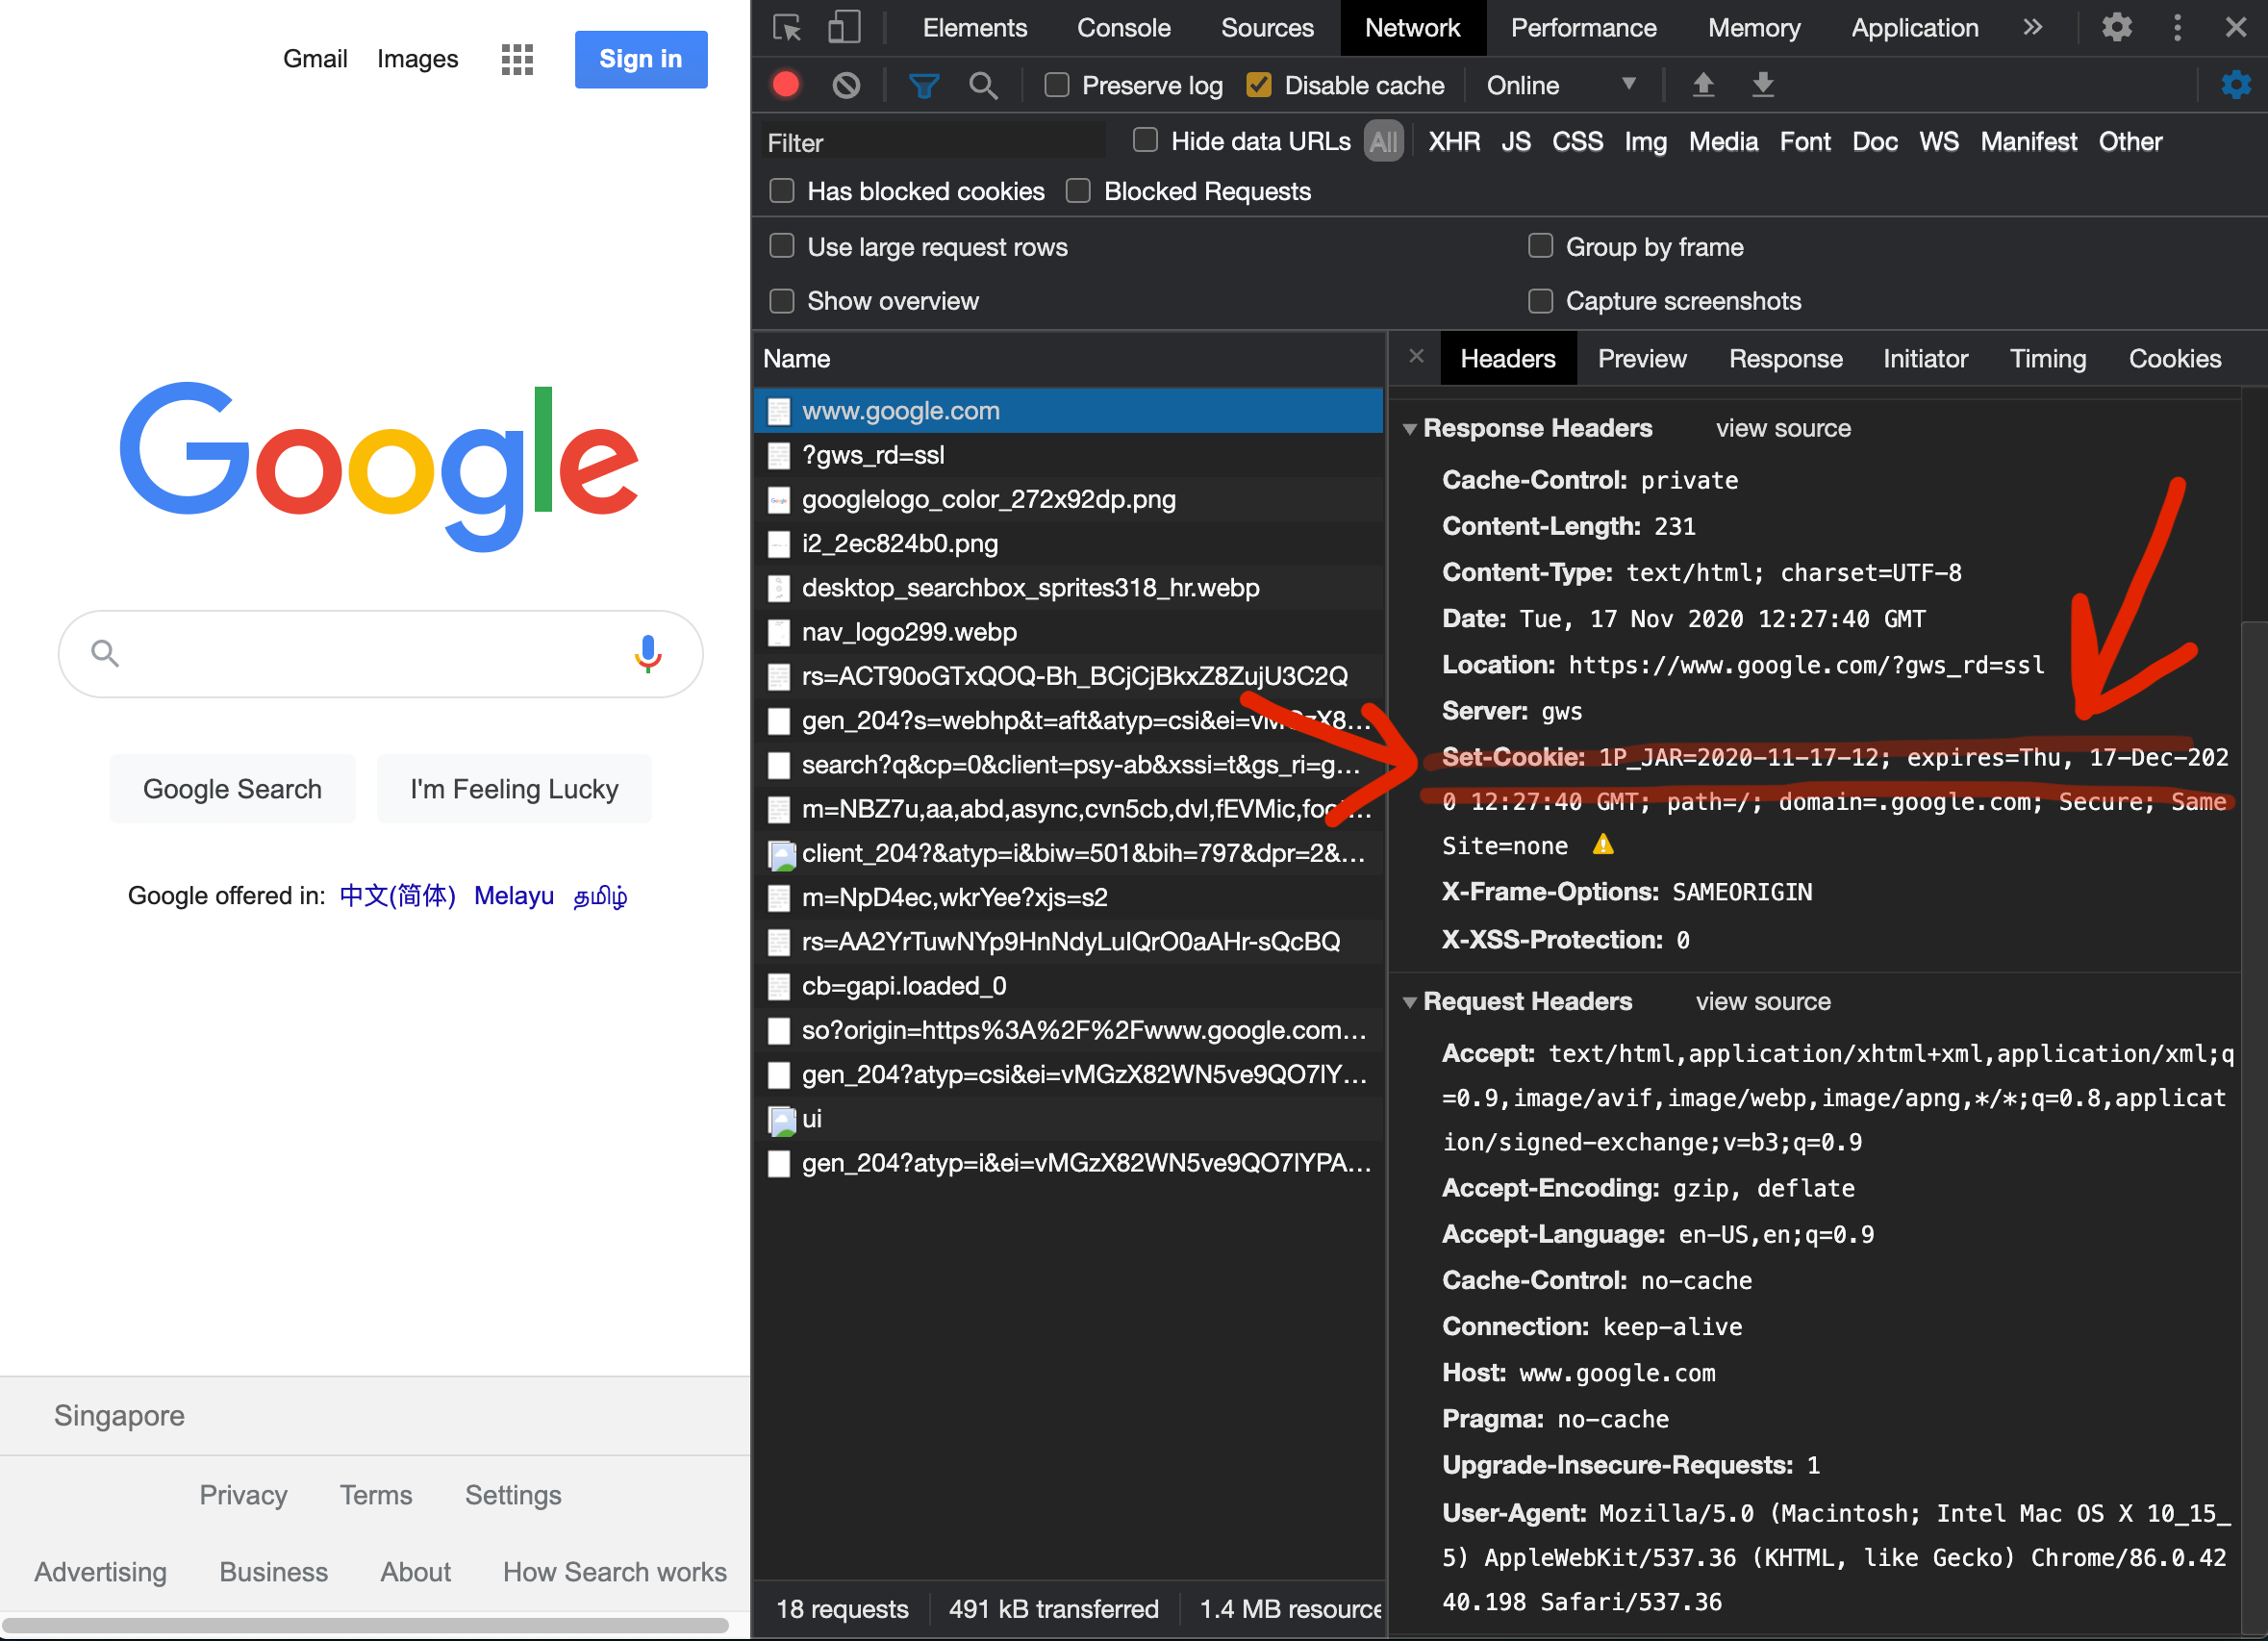 Gmail Images Sign in
Google
Google Search I'm Feeling Lucky
Google offered in: 中文(简体) Melayu தமிழ்
Singapore
Privacy Terms Settings
Advertising Business About How Search works
Elements Console Sources Network Performance Memory Application
Preserve log Disable cache Online
Filter Hide data URLs All XHR JS CSS Img Media Font Doc WS Manifest Other
Has blocked cookies Blocked Requests
Use large request rows Group by frame
Show overview Capture screenshots
Name
www.google.com
?gws_rd=ssl
googlelogo_color_272x92dp.png
i2_2ec824b0.png
desktop_searchbox_sprites318_hr.webp
nav_logo299.webp
rs=ACT90oGTxQOQ-Bh_BCjCjBkxZ8ZujU3C2Q
gen_204?s=webhp&t=aft&atyp=csi&ei=vMGzX8...
search?q&cp=0&client=psy-ab&xssi=t&gs_ri=g...
m=NBZ7u,aa,abd,async,cvn5cb,dvl,fEVMic,foot...
client_204?&atyp=i&biw=501&bih=797&dpr=2&...
m=NpD4ec,wkrYee?xjs=s2
rs=AA2YrTuwNYp9HnNdyLuIQrO0aAHr-sQcBQ
cb=gapi.loaded_0
so?origin=https%3A%2F%2Fwww.google.com...
gen_204?atyp=csi&ei=vMGzX82WN5ve9QO7lY...
ui
gen_204?atyp=i&ei=vMGzX82WN5ve9QO7lYPA...
18 requests 491 kB transferred 1.4 MB resource
Headers Preview Response Initiator Timing Cookies
Response Headers view source
Cache-Control: private
Content-Length: 231
Content-Type: text/html; charset=UTF-8
Date: Tue, 17 Nov 2020 12:27:40 GMT
Location: https://www.google.com/?gws_rd=ssl
Server: gws
Set-Cookie: 1P_JAR=2020-11-17-12; expires=Thu, 17-Dec-202
0 12:27:40 GMT; path=/; domain=.google.com; Secure; Same
Site=none
X-Frame-Options: SAMEORIGIN
X-XSS-Protection: 0
Request Headers view source
Accept: text/html,application/xhtml+xml,application/xml;q
=0.9,image/avif,image/webp,image/apng,*/*;q=0.8,applicat
ion/signed-exchange;v=b3;q=0.9
Accept-Encoding: gzip, deflate
Accept-Language: en-US,en;q=0.9
Cache-Control: no-cache
Connection: keep-alive
Host: www.google.com
Pragma: no-cache
Upgrade-Insecure-Requests: 1
User-Agent: Mozilla/5.0 (Macintosh; Intel Mac OS X 10_15_
5) AppleWebKit/537.36 (KHTML, like Gecko) Chrome/86.0.42
40.198 Safari/537.36